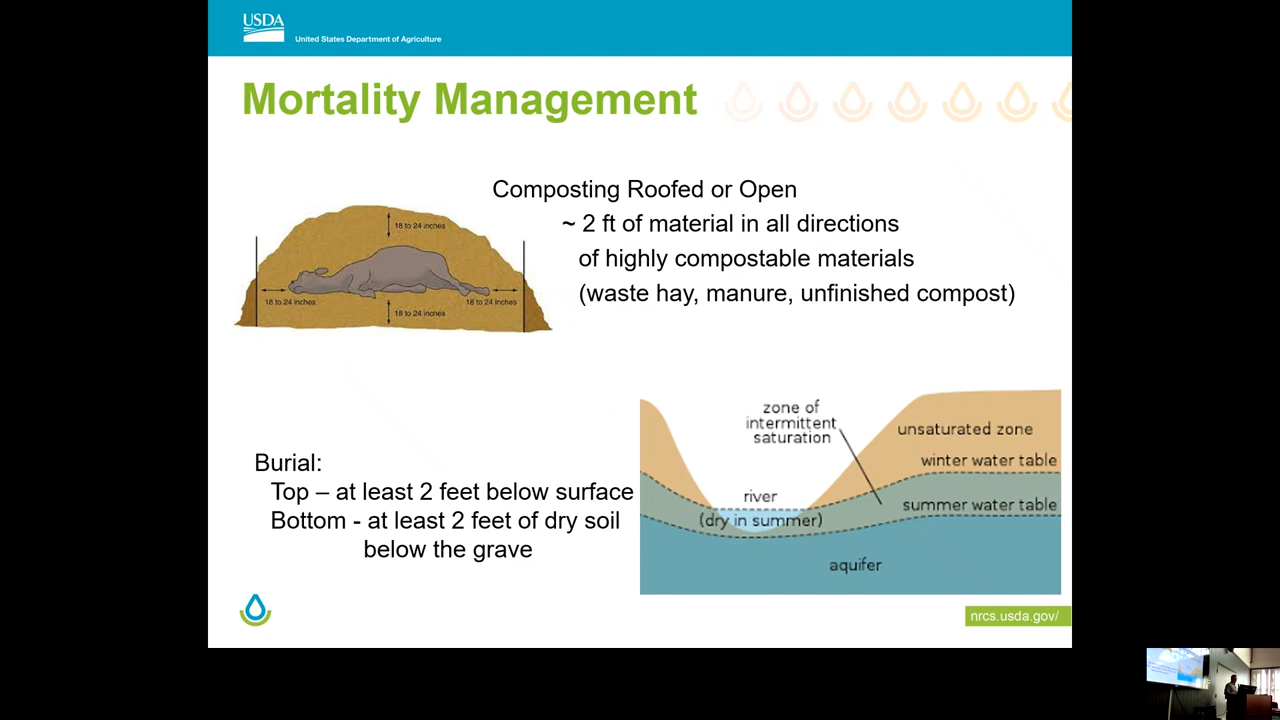 USDA
United States Department of Agriculture
Mortality Management
Composting Roofed or Open
~ 2 ft of material in all directions
of highly compostable materials
(waste hay, manure, unfinished compost)
18 to 24 inches
18 to 24 inches
18 to 24 inches
18 to 24 inches
Burial:
Top – at least 2 feet below surface
Bottom - at least 2 feet of dry soil
below the grave
zone of
intermittent
saturation
unsaturated zone
winter water table
river
summer water table
(dry in summer)
aquifer
nrcs.usda.gov/